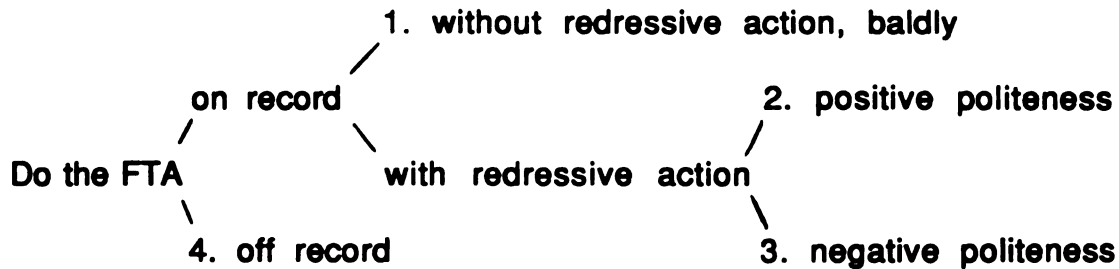 1. without redressive action, baldly
on record
2. positive politeness
Do the FTA
with redressive action
4. off record
3. negative politeness